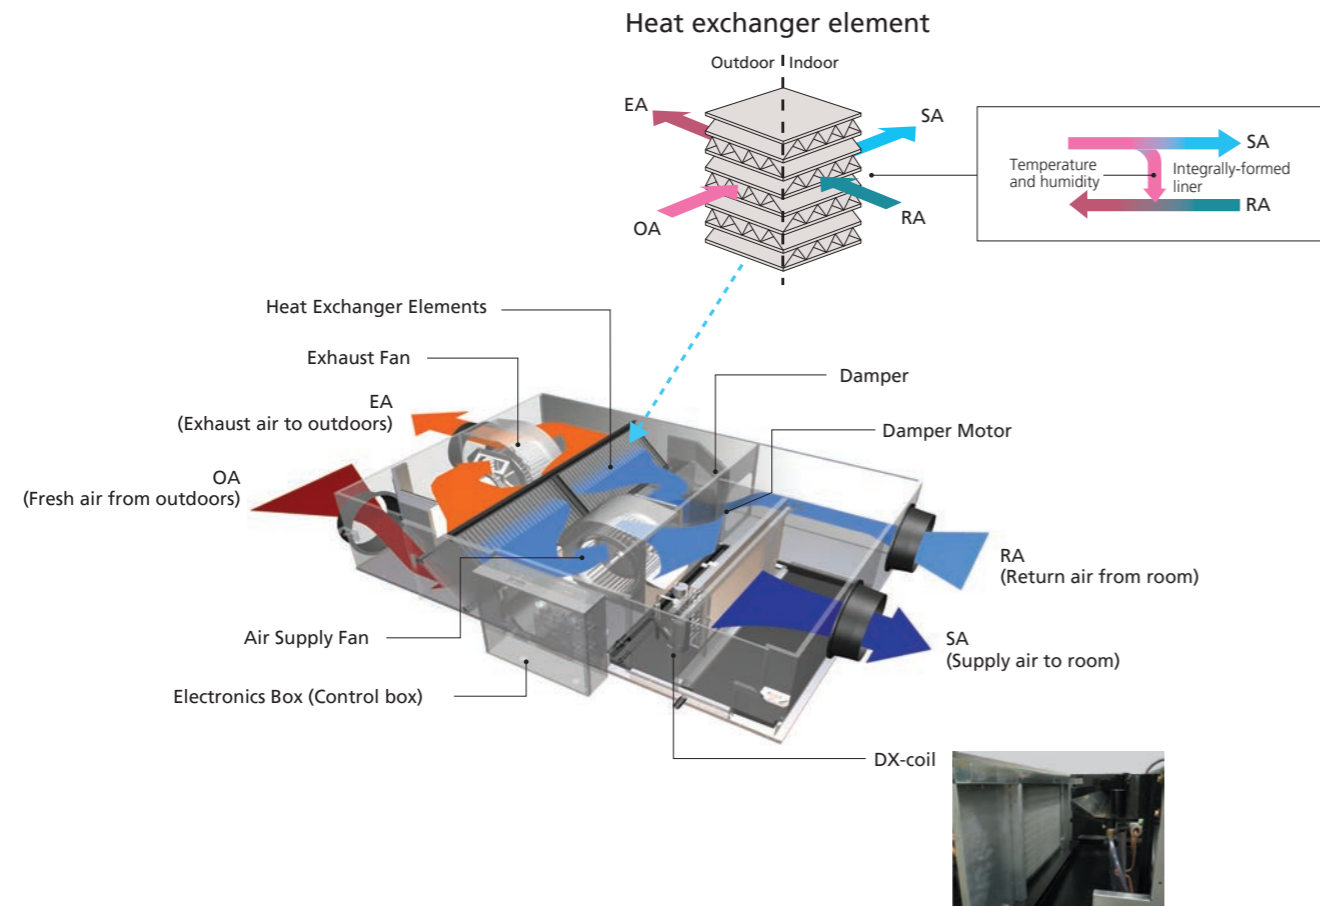 Heat exchanger element
Outdoor Indoor
EA
SA
OA
RA
SA
Temperature
and humidity
Integrally-formed
liner
RA
Heat Exchanger Elements
Exhaust Fan
EA
(Exhaust air to outdoors)
OA
(Fresh air from outdoors)
Damper
Damper Motor
RA
(Return air from room)
SA
(Supply air to room)
Air Supply Fan
Electronics Box (Control box)
DX-coil